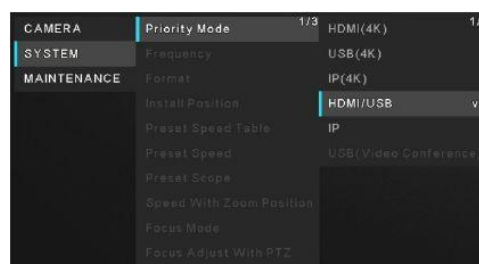 CAMERA
SYSTEM
MAINTENANCE
Priority Mode 1/3
Frequency
Format
Install Position
Preset Speed Table
Preset Speed
Preset Scope
Speed With Zoom Position
Focus Mode
Focus Adjust With PTZ
HDMI(4K) 1/
USB(4K)
IP(4K)
HDMI/USB v
IP
USB(Video Conference